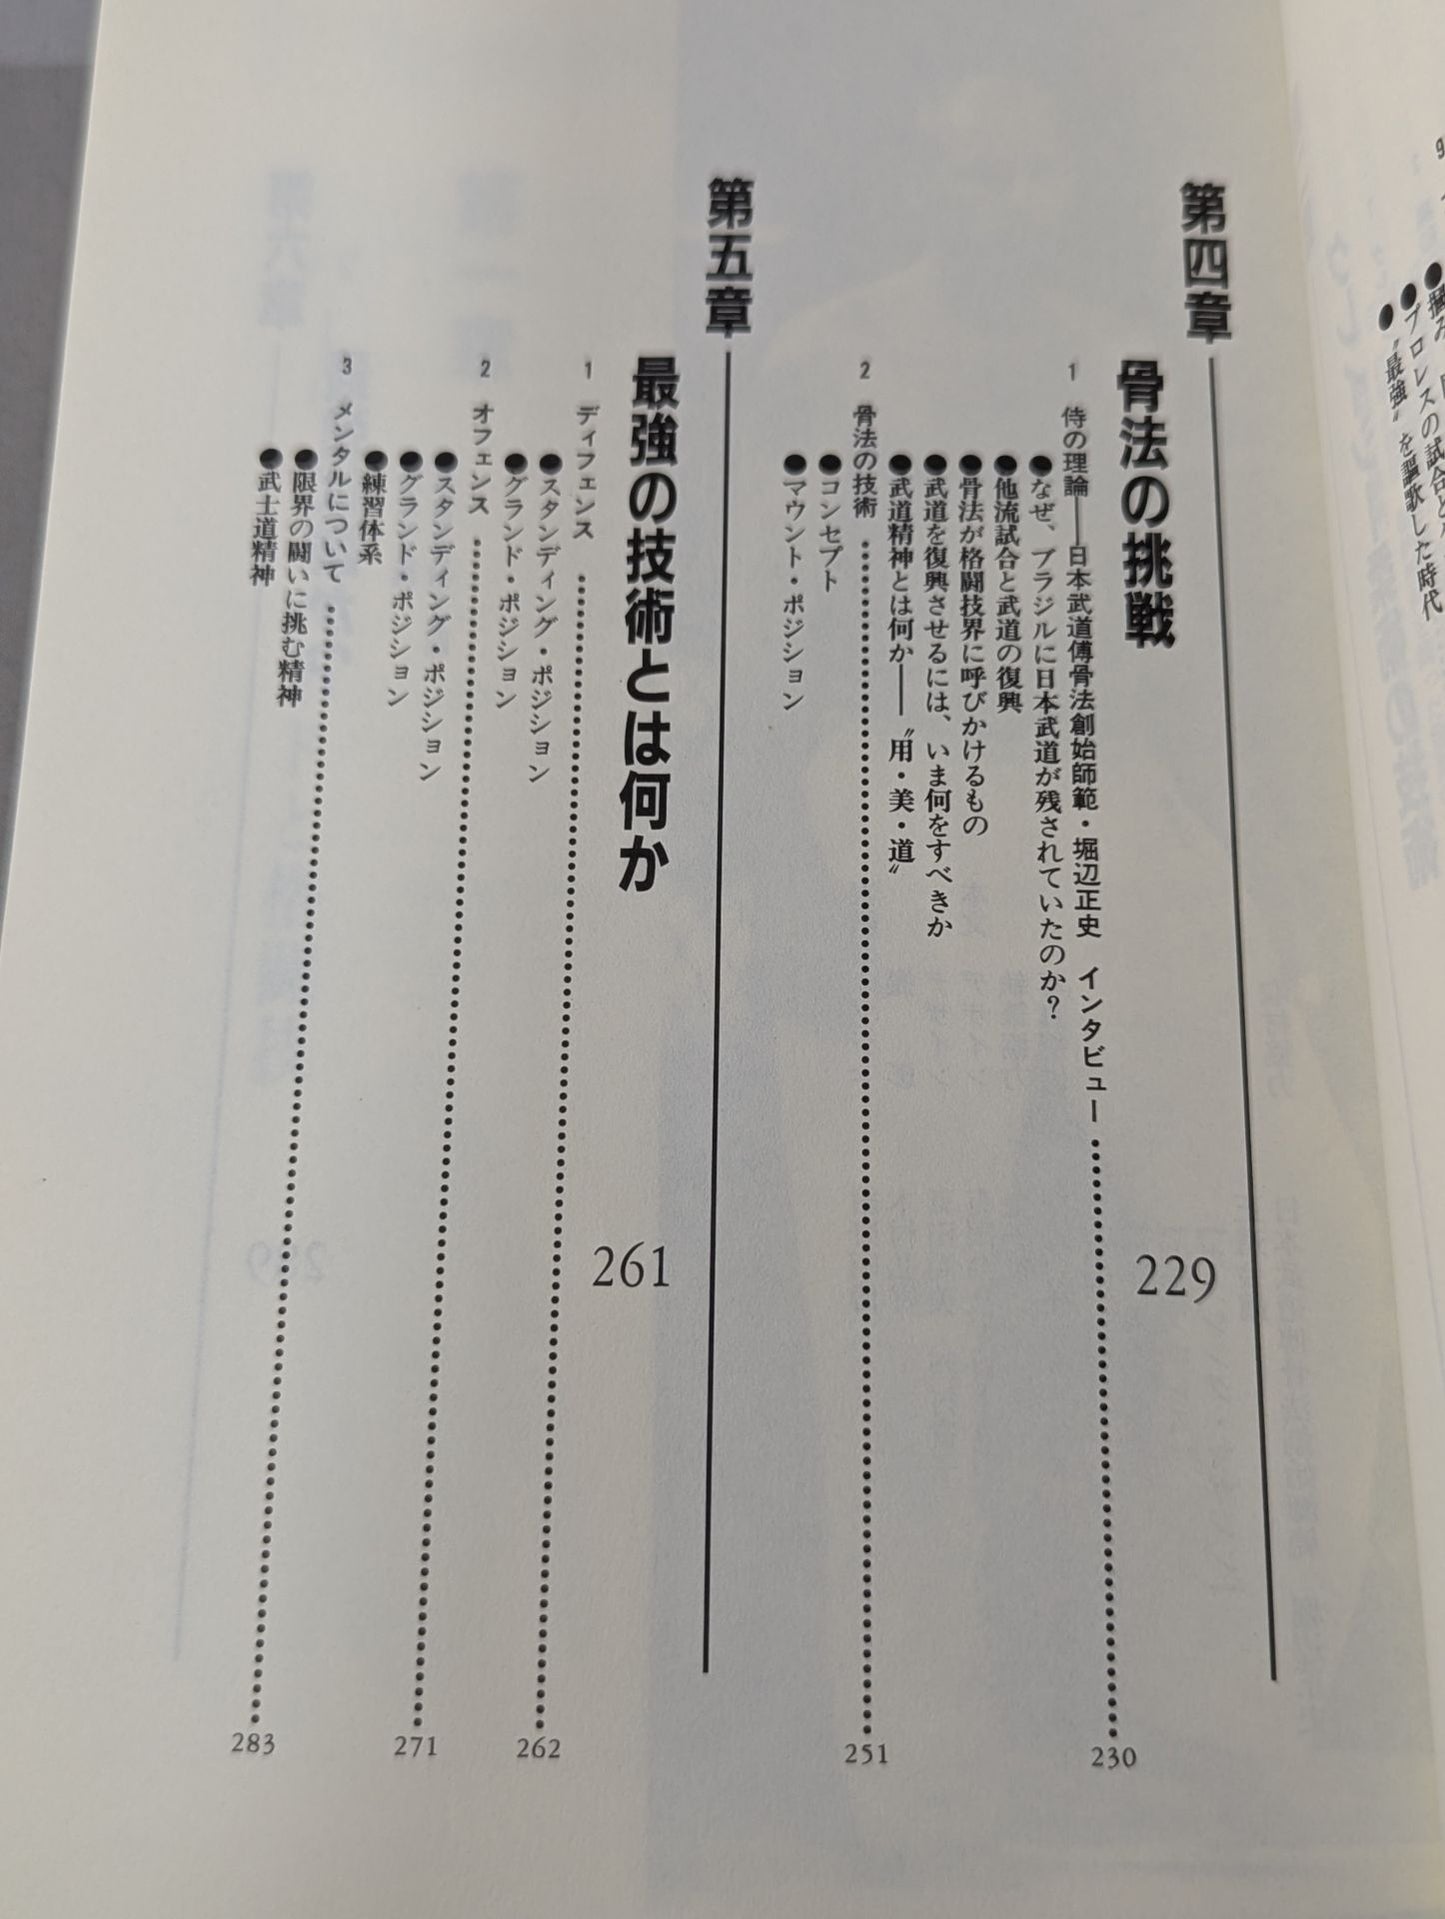 プロレスの試合と
〝最強〟を謳歌した時代
第四章
骨法の挑戦
229
1 侍の理論——日本武道傳骨法創始師範・堀辺正史 インタビュー……230
●なぜ、ブラジルに日本武道が残されていたのか?
●他流試合と武道の復興
●骨法が格闘技界に呼びかけるもの
●武道を復興させるには、いま何をすべきか
●武道精神とは何か——〝用・美・道〟
2 骨法の技術……251
●コンセプト
●マウント・ポジション
第五章
最強の技術とは何か
261
1 ディフェンス……262
●スタンディング・ポジション
●グランド・ポジション
2 オフェンス……271
●スタンディング・ポジション
●グランド・ポジション
●練習体系
3 メンタルについて……283
●限界の闘いに挑む精神
●武士道精神